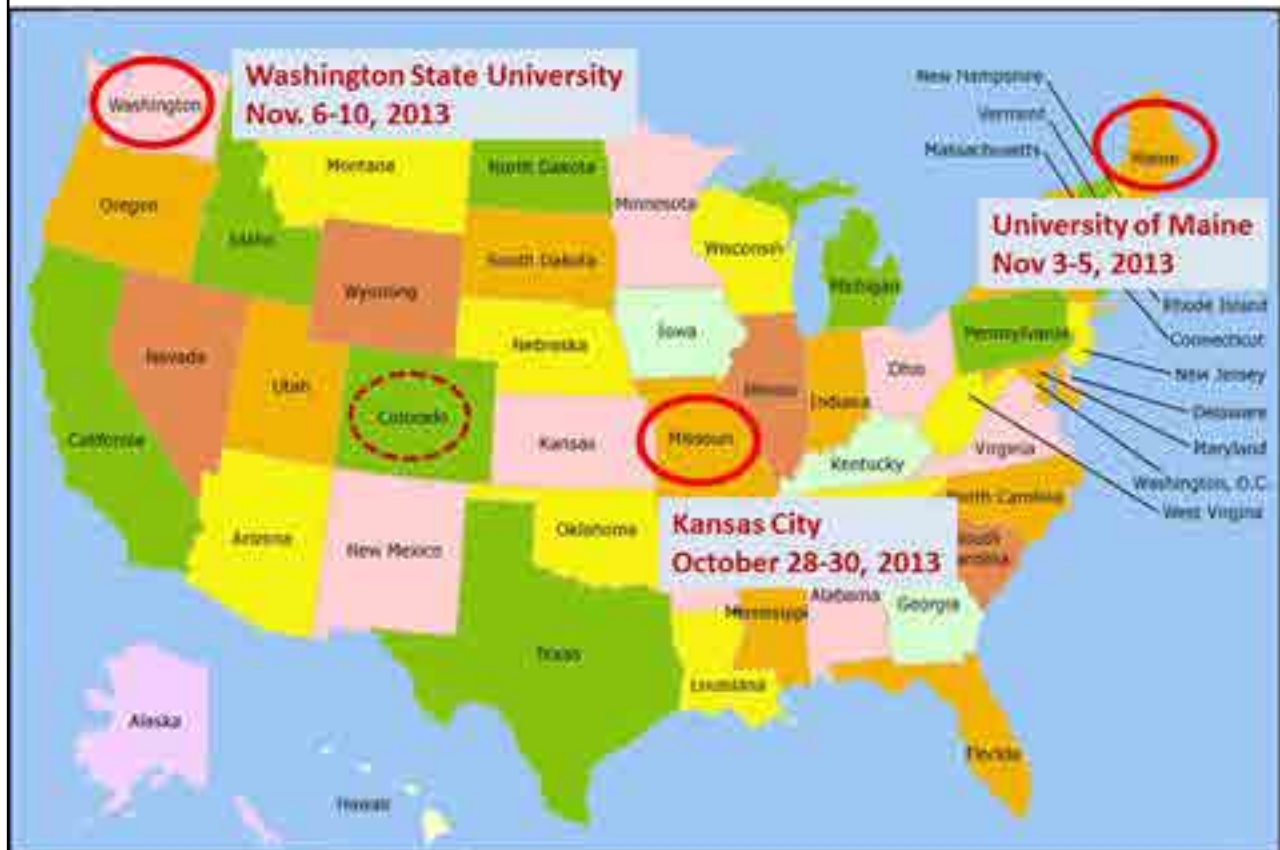 Washington State University
Nov. 6-10, 2013
New Hampshire
Vermont
Massachusetts
Washington
Maine
Montana
North Dakota
Minnesota
Oregon
Idaho
Wisconsin
University of Maine
Nov 3-5, 2013
South Dakota
Wyoming
Michigan
Rhode Island
Iowa
Pennsylvania
Connecticut
Nebraska
Nevada
Utah
Ohio
New Jersey
Illinois
Indiana
Colorado
Delaware
California
Kansas
Missouri
Kentucky
Virginia
Maryland
Washington, D.C
West Virgina
North Carolina
Oklahoma
Kansas City
October 28-30, 2013
Arizona
New Mexico
South
Carolina
Mississippi
Alabama
Georgia
Texas
Louisiana
Alaska
Florida
Hawaii